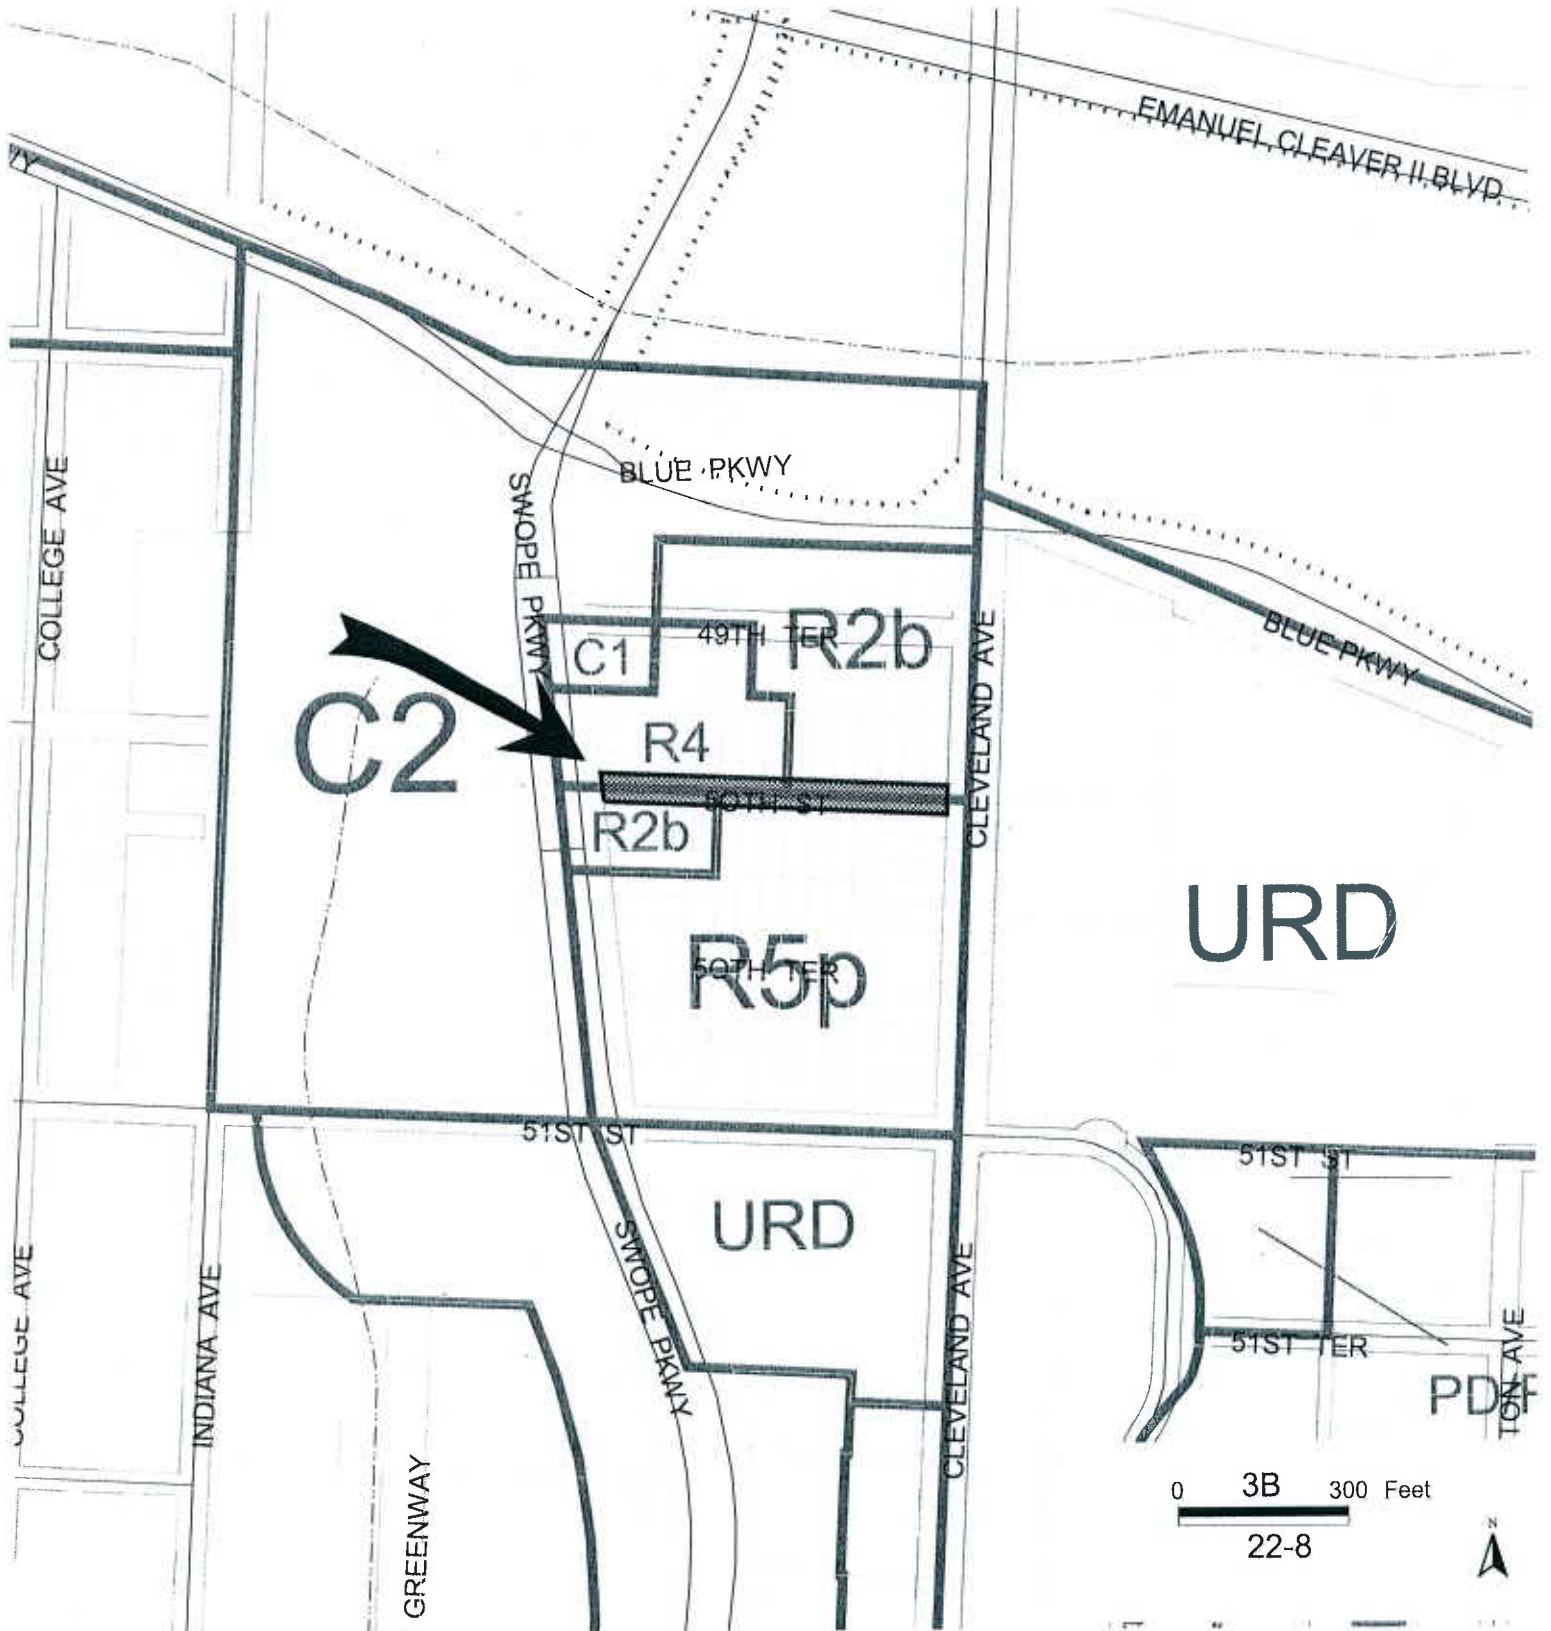 EMANUEL CLEAVER II BLVD
BLUE PKWY
SWOPE PKWY
COLLEGE AVE
49TH TER
R2b
C1
CLEVELAND AVE
BLUE PKWY
C2
R4
50TH ST
R2b
URD
R5p
50TH TER
51ST ST
51ST ST
URD
SWOPE PKWY
COLLEGE AVE
INDIANA AVE
CLEVELAND AVE
51ST TER
GREENWAY
0 3B 300 Feet
22-8
N